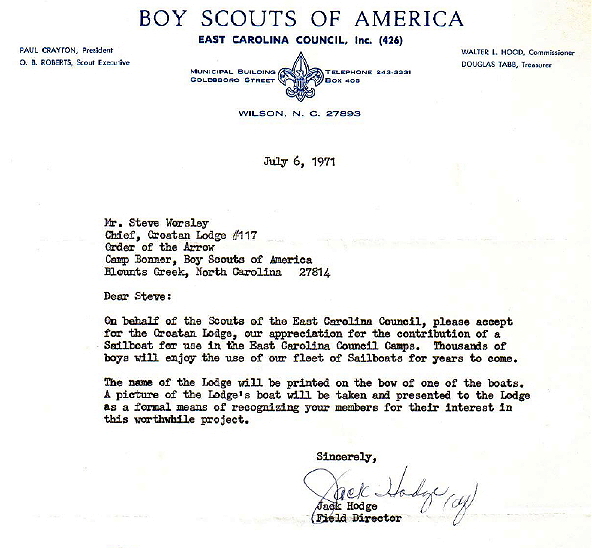 BOY SCOUTS OF AMERICA
EAST CAROLINA COUNCIL, Inc. (426)
PAUL CRAYTON, President
O. B. ROBERTS, Scout Executive
WALTER L. HOOD, Commissioner
DOUGLAS TABB, Treasurer
MUNICIPAL BUILDING TELEPHONE 243-3331
GOLDSBORO STREET BOX 408
WILSON, N. C. 27893
July 6, 1971
Mr. Steve Worsley
Chief, Croatan Lodge #117
Order of the Arrow
Camp Bonner, Boy Scouts of America
Blounts Creek, North Carolina 27814
Dear Steve:
On behalf of the Scouts of the East Carolina Council, please accept
for the Croatan Lodge, our appreciation for the contribution of a
Sailboat for use in the East Carolina Council Camps. Thousands of
boys will enjoy the use of our fleet of Sailboats for years to come.
The name of the Lodge will be printed on the bow of one of the boats.
A picture of the Lodge's boat will be taken and presented to the Lodge
as a formal means of recognizing your members for their interest in
this worthwhile project.
Sincerely,
Jack Hodge
Jack Hodge
Field Director